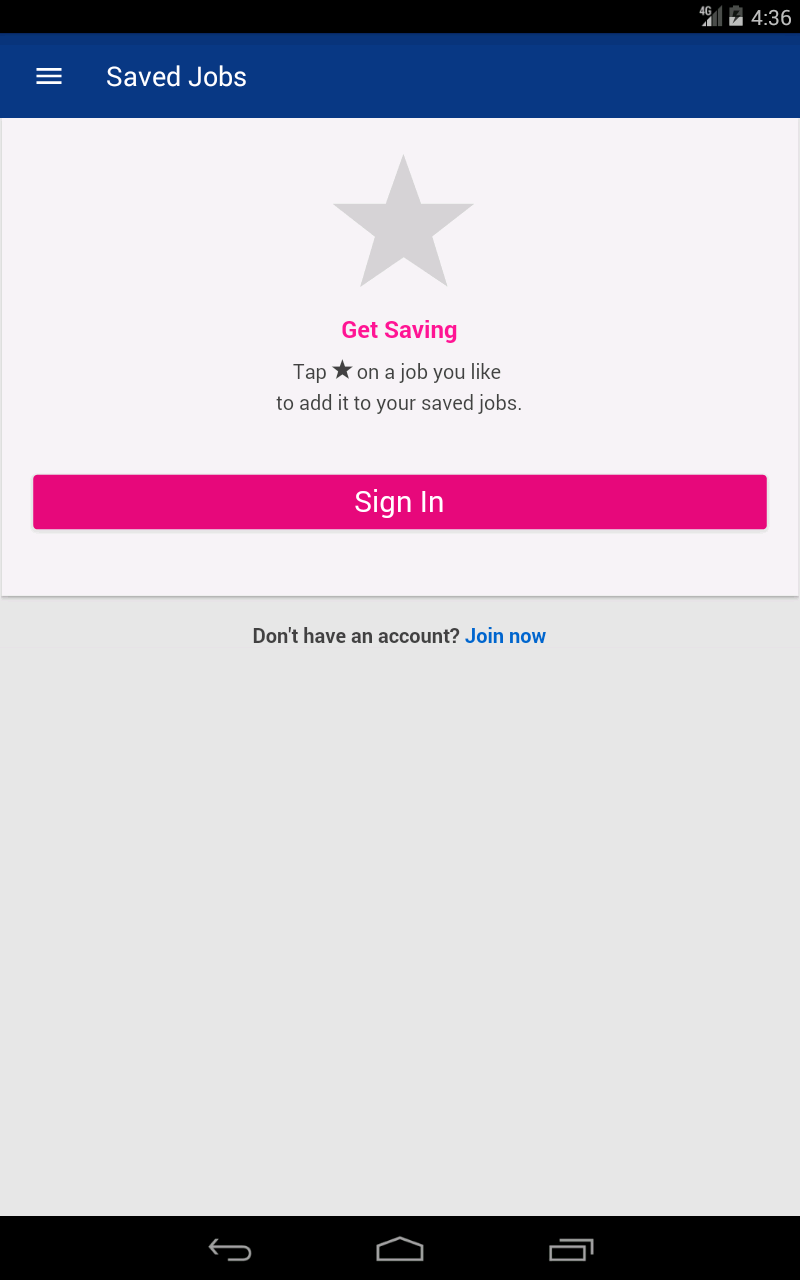 4G 4:36
Saved Jobs
Get Saving
Tap ★ on a job you like
to add it to your saved jobs.
Sign In
Don't have an account? Join now